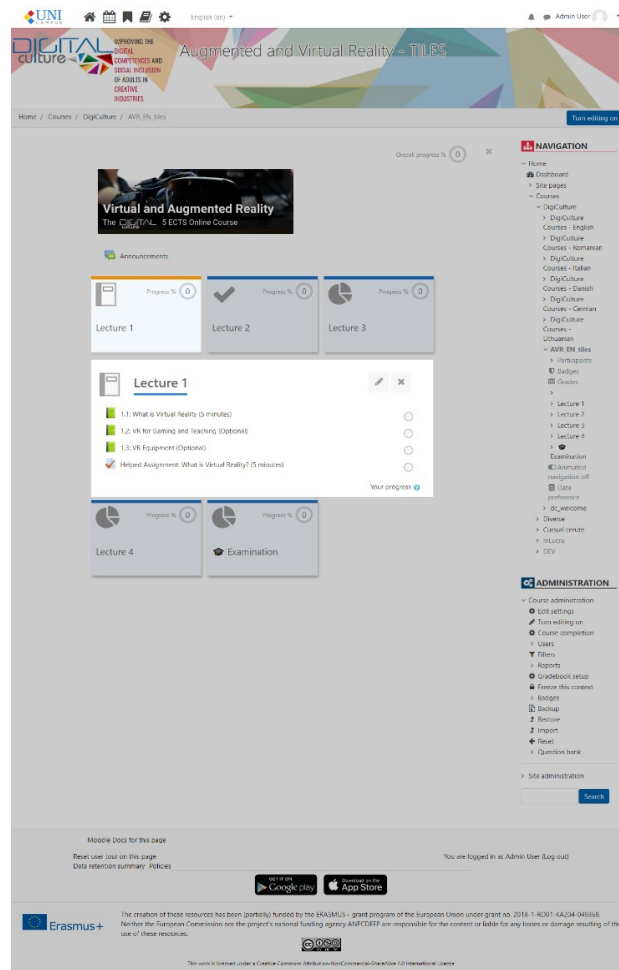 UNI
CAMPUS
English (en)
Admin User
DIGITAL
culture
IMPROVING THE
DIGITAL
COMPETENCES AND
SOCIAL INCLUSION
OF ADULTS IN
CREATIVE
INDUSTRIES
Augmented and Virtual Reality - TILES
Home / Courses / DigiCulture / AVR_EN_tiles
Turn editing on
Overall progress % 0
Virtual and Augmented Reality
The DIGITAL culture 5 ECTS Online Course
Announcements
Progress % 0
Lecture 1
Progress % 0
Lecture 2
Progress % 0
Lecture 3
Lecture 1
1.1: What is Virtual Reality (5 minutes)
1.2: VR for Gaming and Teaching (Optional)
1.3: VR Equipment (Optional)
Helped Assignment: What is Virtual Reality? (5 minutes)
Your progress
Progress % 0
Lecture 4
Progress % 0
Examination
NAVIGATION
Home
Dashboard
Site pages
Courses
DigiCulture
DigiCulture
Courses - English
DigiCulture
Courses - Romanian
DigiCulture
Courses - Italian
DigiCulture
Courses - Danish
DigiCulture
Courses - German
DigiCulture
Courses -
Lithuanian
AVR_EN_tiles
Participants
Badges
Grades
Lecture 1
Lecture 2
Lecture 3
Lecture 4
Examination
Animated
navigation off
Data
preference
dc_welcome
Diverse
Cursuri cerute
InLucru
DEV
ADMINISTRATION
Course administration
Edit settings
Turn editing on
Course completion
Users
Filters
Reports
Gradebook setup
Freeze this context
Badges
Backup
Restore
Import
Reset
Question bank
Site administration
Search
Moodle Docs for this page
Reset user tour on this page
Data retention summary Policies
You are logged in as Admin User (Log out)
GET IT ON
Google play
Download on the
App Store
Erasmus+
The creation of these resources has been (partially) funded by the ERASMUS+ grant program of the European Union under grant no. 2018-1-RO01-KA204-049368.
Neither the European Commission nor the project's national funding agency ANPCDEFP are responsible for the content or liable for any losses or damage resulting of the
use of these resources.
This work is licensed under a Creative Commons Attribution-NonCommercial-ShareAlike 4.0 International License